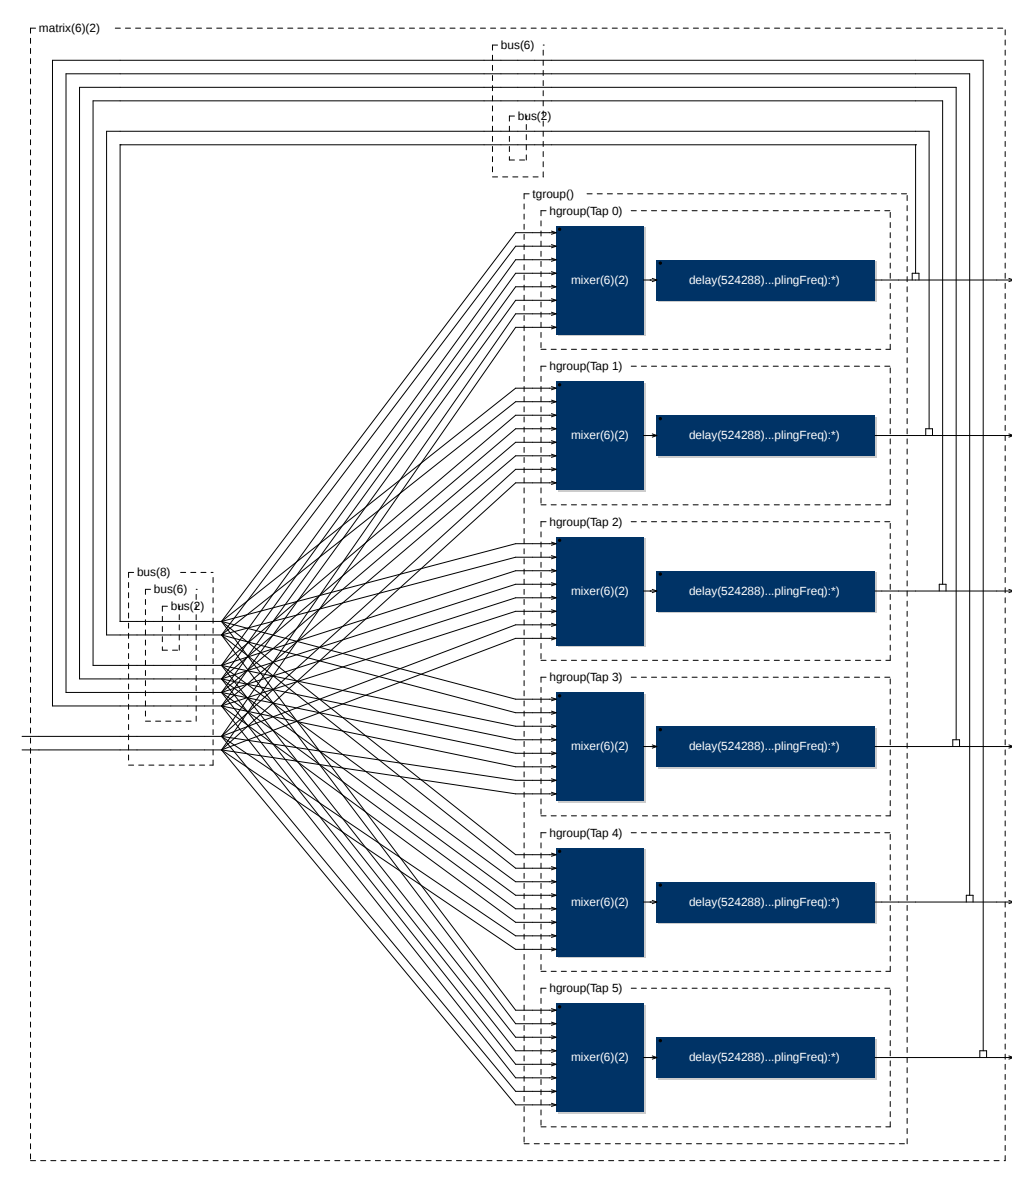 matrix(6)(2)
bus(6)
bus(2)
tgroup()
hgroup(Tap 0)
mixer(6)(2)
delay(524288)...plingFreq):*)
hgroup(Tap 1)
mixer(6)(2)
delay(524288)...plingFreq):*)
hgroup(Tap 2)
mixer(6)(2)
delay(524288)...plingFreq):*)
bus(8)
bus(6)
bus(2)
hgroup(Tap 3)
mixer(6)(2)
delay(524288)...plingFreq):*)
hgroup(Tap 4)
mixer(6)(2)
delay(524288)...plingFreq):*)
hgroup(Tap 5)
mixer(6)(2)
delay(524288)...plingFreq):*)